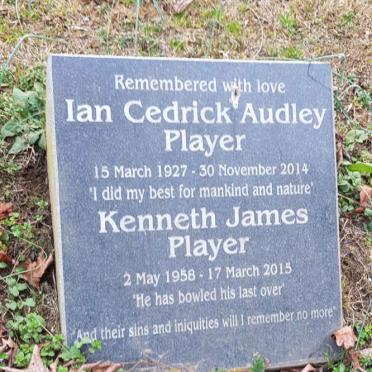 Remembered with love
Ian Cedrick Audley
Player
15 March 1927 - 30 November 2014
'I did my best for mankind and nature'
Kenneth James
Player
2 May 1958 - 17 March 2015
'He has bowled his last over'
"And their sins and iniquities will I remember no more"